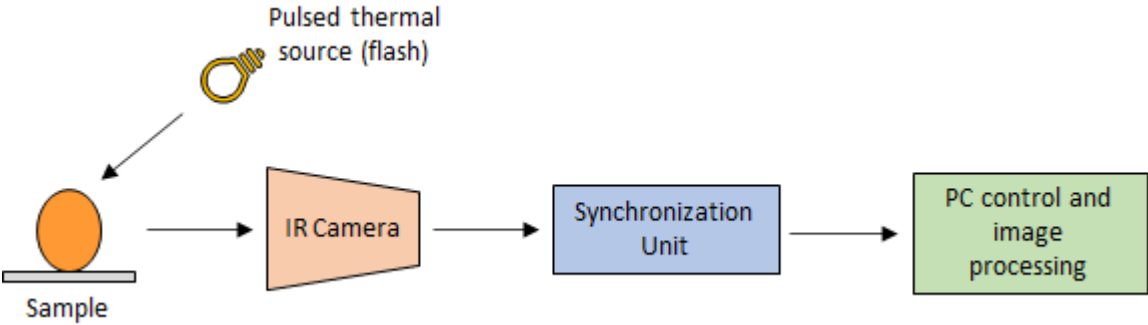 Pulsed thermal
source (flash)
IR Camera
Synchronization
Unit
PC control and
image
processing
Sample